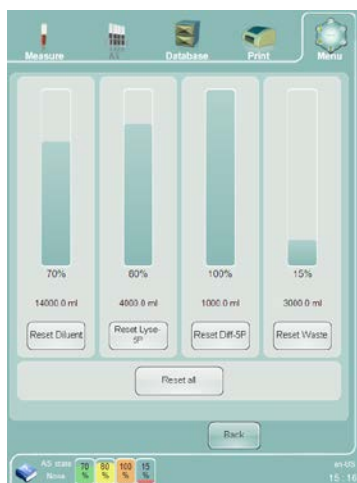 Measure
AS
Database
Print
Menu
70%
80%
100%
15%
14000.0 ml
4000.0 ml
1000.0 ml
3000.0 ml
Reset Diluent
Reset Lyse-
5P
Reset Diff-5P
Reset Waste
Reset all
Back
AS state
None
70
%
80
%
100
%
15
%
en-US
15:16